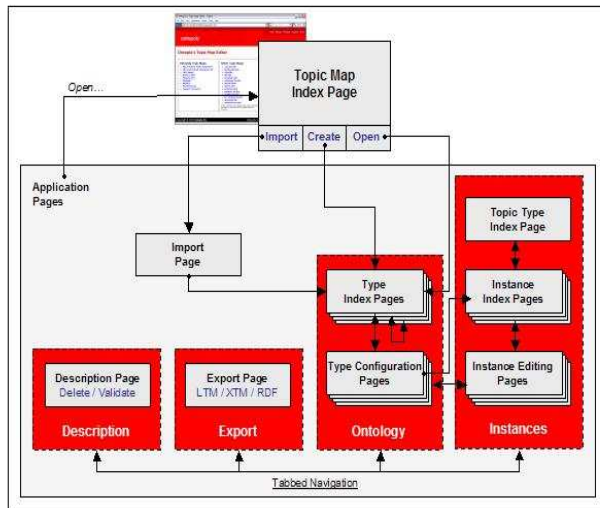 Topic Map
Index Page
Import
Create
Open
Open...
Application
Pages
Import
Page
Topic Type
Index Page
Type
Index Pages
Instance
Index Pages
Type Configuration
Pages
Instance Editing
Pages
Description Page
Delete / Validate
Export Page
LTM / XTM / RDF
Description
Export
Ontology
Instances
Tabbed Navigation